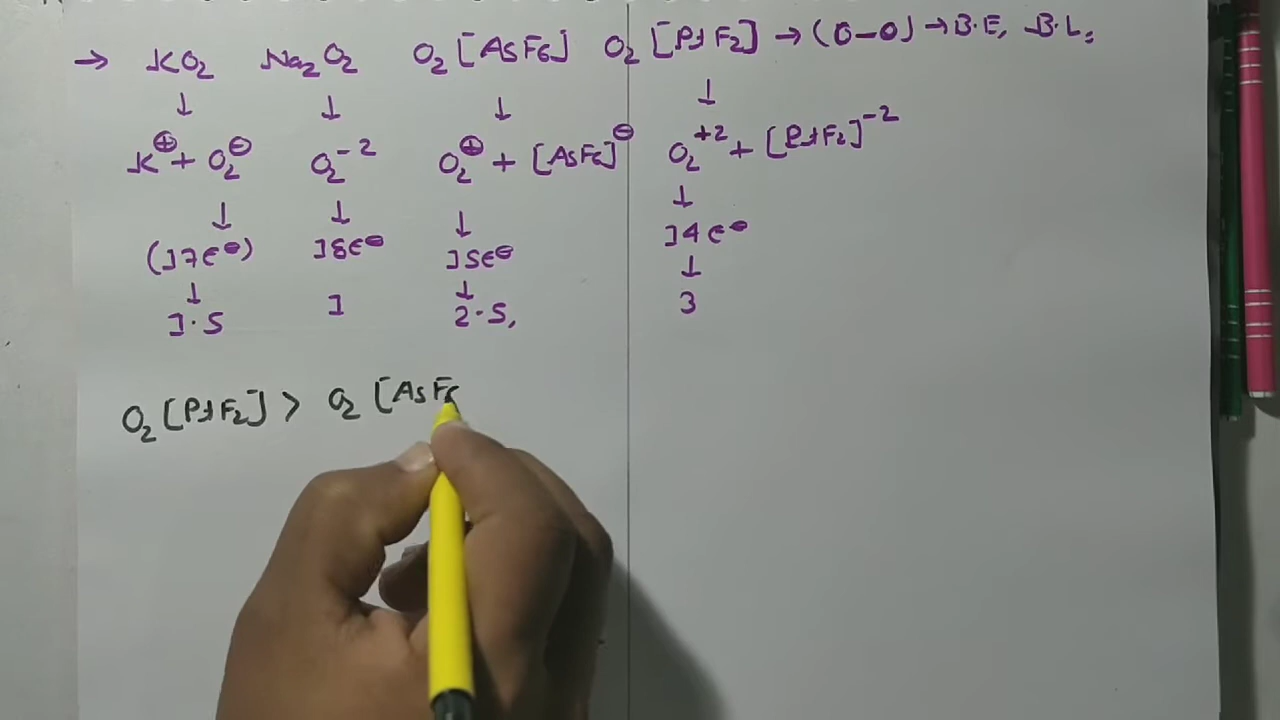 → KO₂ Na₂O₂ O₂[AsF₆] O₂[PtF₂] → (O–O) → B.E, B.L,
↓ ↓ ↓ ↓
K⊕ + O₂⊖ O₂⁻² O₂⊕ + [AsF₆]⊖ O₂⁺² + [PtF₂]⁻²
↓ ↓ ↓ ↓
(17e⊖) 18e⊖ 15e⊖ 14e⊖
↓ ↓ ↓
1.5 1 2.5, 3
O₂[PtF₂] > O₂[AsF₆